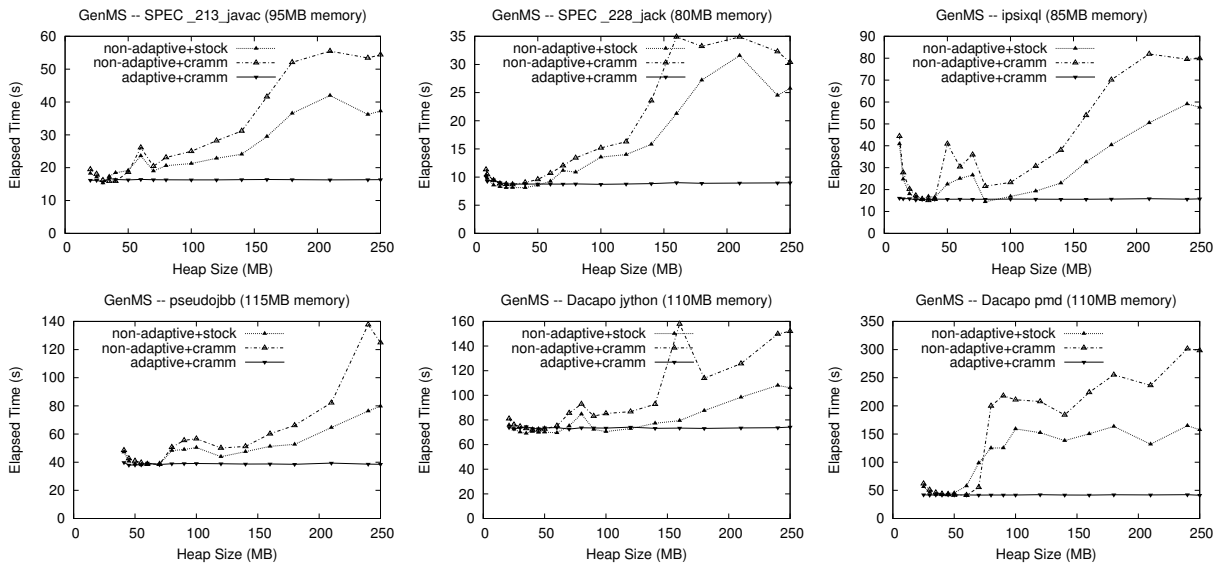 GenMS -- SPEC _213_javac (95MB memory)
60
50
40
30
20
10
0
Elapsed Time (s)
non-adaptive+stock
non-adaptive+cramm
adaptive+cramm
0 50 100 150 200 250
Heap Size (MB)
GenMS -- SPEC _228_jack (80MB memory)
35
30
25
20
15
10
5
0
Elapsed Time (s)
non-adaptive+stock
non-adaptive+cramm
adaptive+cramm
0 50 100 150 200 250
Heap Size (MB)
GenMS -- ipsixql (85MB memory)
90
80
70
60
50
40
30
20
10
0
Elapsed Time (s)
non-adaptive+stock
non-adaptive+cramm
adaptive+cramm
0 50 100 150 200 250
Heap Size (MB)
GenMS -- pseudojbb (115MB memory)
140
120
100
80
60
40
20
0
Elapsed Time (s)
non-adaptive+stock
non-adaptive+cramm
adaptive+cramm
0 50 100 150 200 250
Heap Size (MB)
GenMS -- Dacapo jython (110MB memory)
160
140
120
100
80
60
40
20
0
Elapsed Time (s)
non-adaptive+stock
non-adaptive+cramm
adaptive+cramm
0 50 100 150 200 250
Heap Size (MB)
GenMS -- Dacapo pmd (110MB memory)
350
300
250
200
150
100
50
0
Elapsed Time (s)
non-adaptive+stock
non-adaptive+cramm
adaptive+cramm
0 50 100 150 200 250
Heap Size (MB)